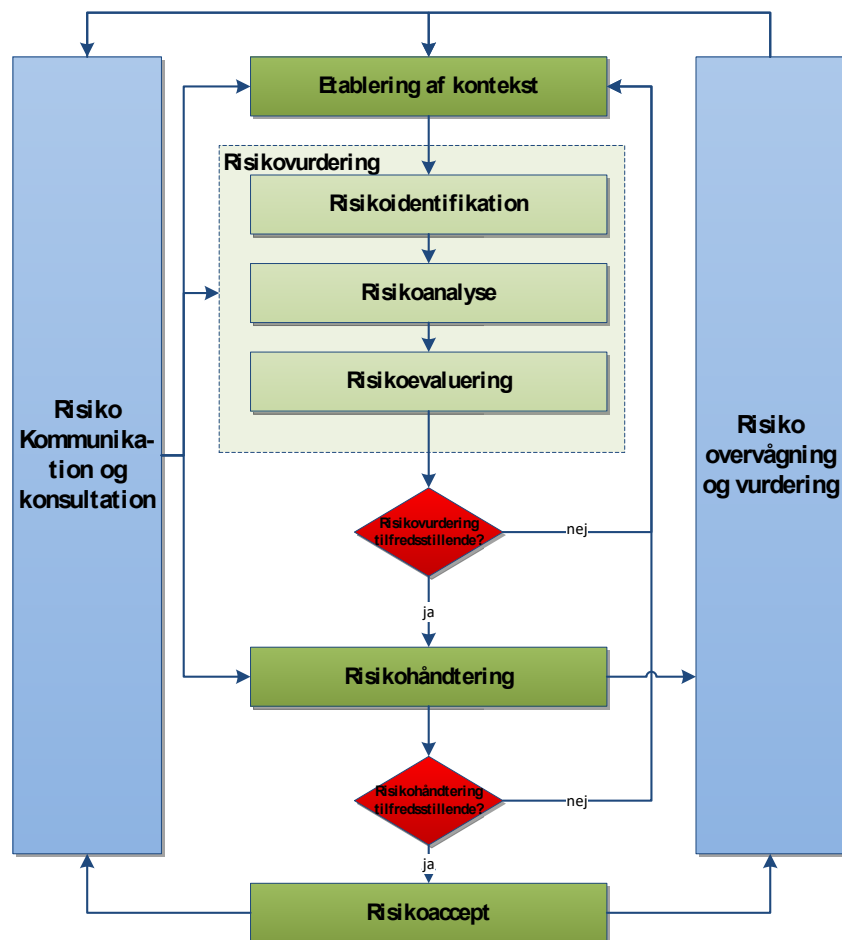 Etablering af kontekst
Risikovurdering
Risikoidentifikation
Risikoanalyse
Risikoevaluering
Risiko
Kommunika-
tion og
konsultation
Risiko
overvågning
og vurdering
Risikovurdering
tilfredsstillende?
nej
ja
Risikohåndtering
Risikohåndtering
tilfredsstillende?
nej
ja
Risikoaccept